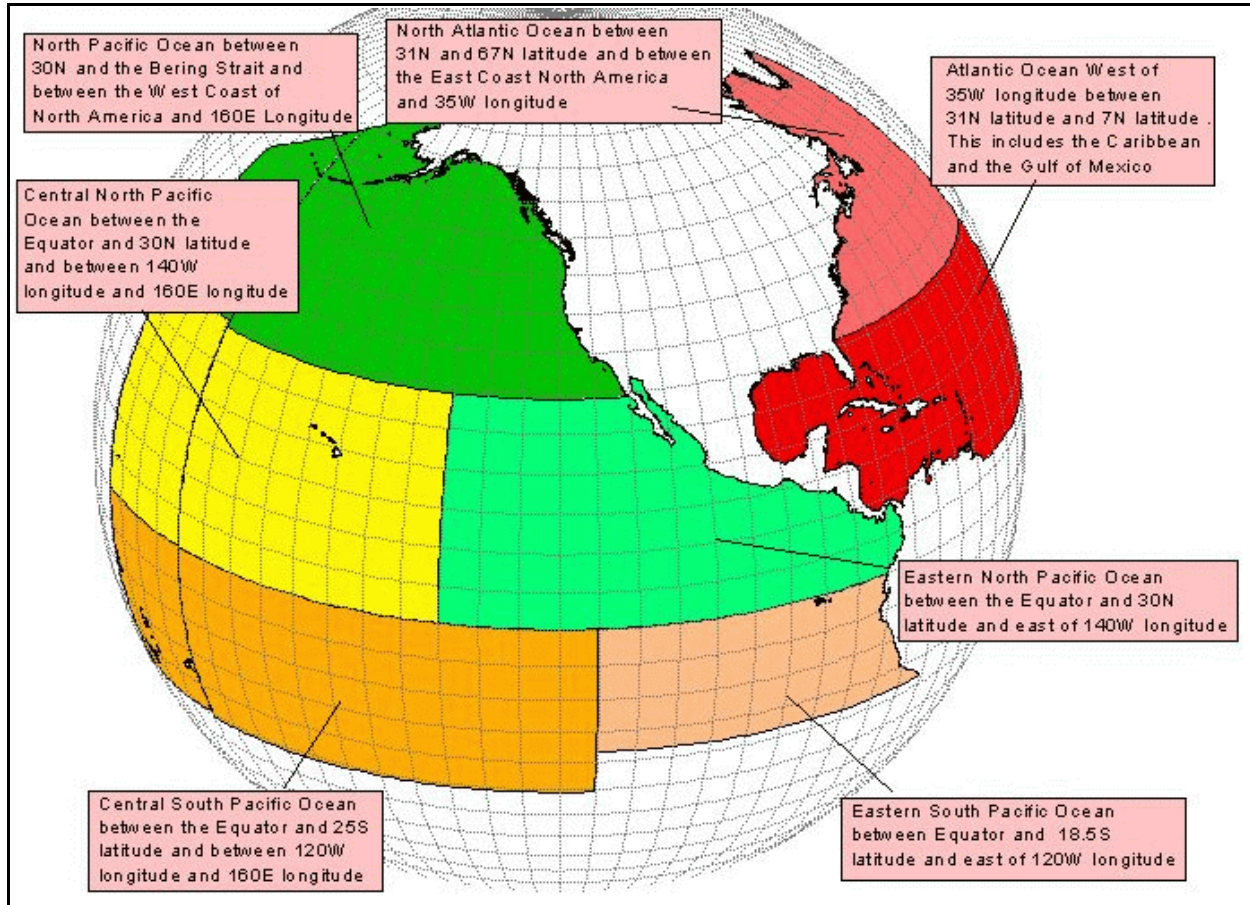 North Pacific Ocean between
30N and the Bering Strait and
between the West Coast of
North America and 160E Longitude
North Atlantic Ocean between
31N and 67N latitude and between
the East Coast North America
and 35W longitude
Atlantic Ocean West of
35W longitude between
31N latitude and 7N latitude .
This includes the Caribbean
and the Gulf of Mexico
Central North Pacific
Ocean between the
Equator and 30N latitude
and between 140W
longitude and 160E longitude
Eastern North Pacific Ocean
between the Equator and 30N
latitude and east of 140W longitude
Central South Pacific Ocean
between the Equator and 25S
latitude and between 120W
longitude and 160E longitude
Eastern South Pacific Ocean
between Equator and 18.5S
latitude and east of 120W longitude